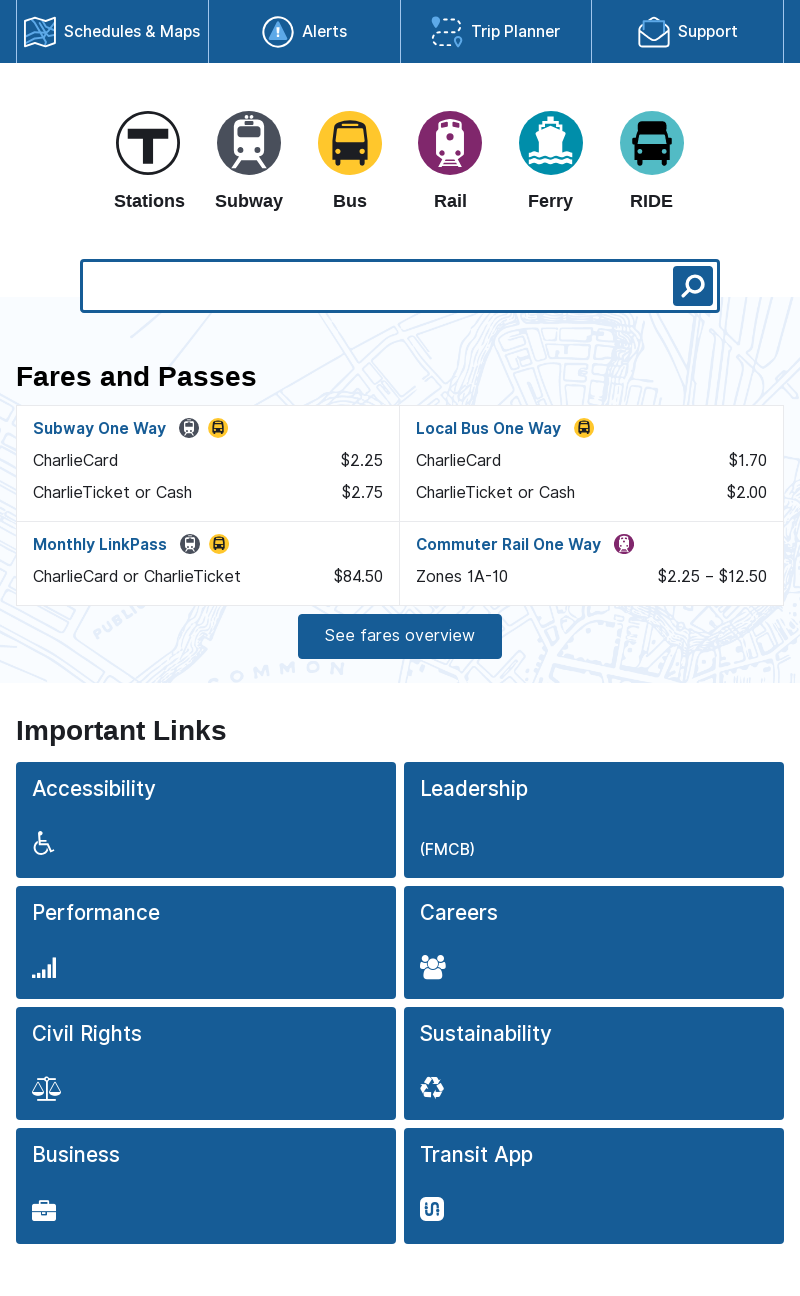 Schedules & Maps
Alerts
Trip Planner
Support
T
Stations
Subway
Bus
Rail
Ferry
RIDE
Fares and Passes
Subway One Way
CharlieCard $2.25
CharlieTicket or Cash $2.75
Local Bus One Way
CharlieCard $1.70
CharlieTicket or Cash $2.00
Monthly LinkPass
CharlieCard or CharlieTicket $84.50
Commuter Rail One Way
Zones 1A-10 $2.25 – $12.50
PUBLI
COMMON
See fares overview
Important Links
Accessibility
Leadership
(FMCB)
Performance
Careers
Civil Rights
Sustainability
Business
Transit App